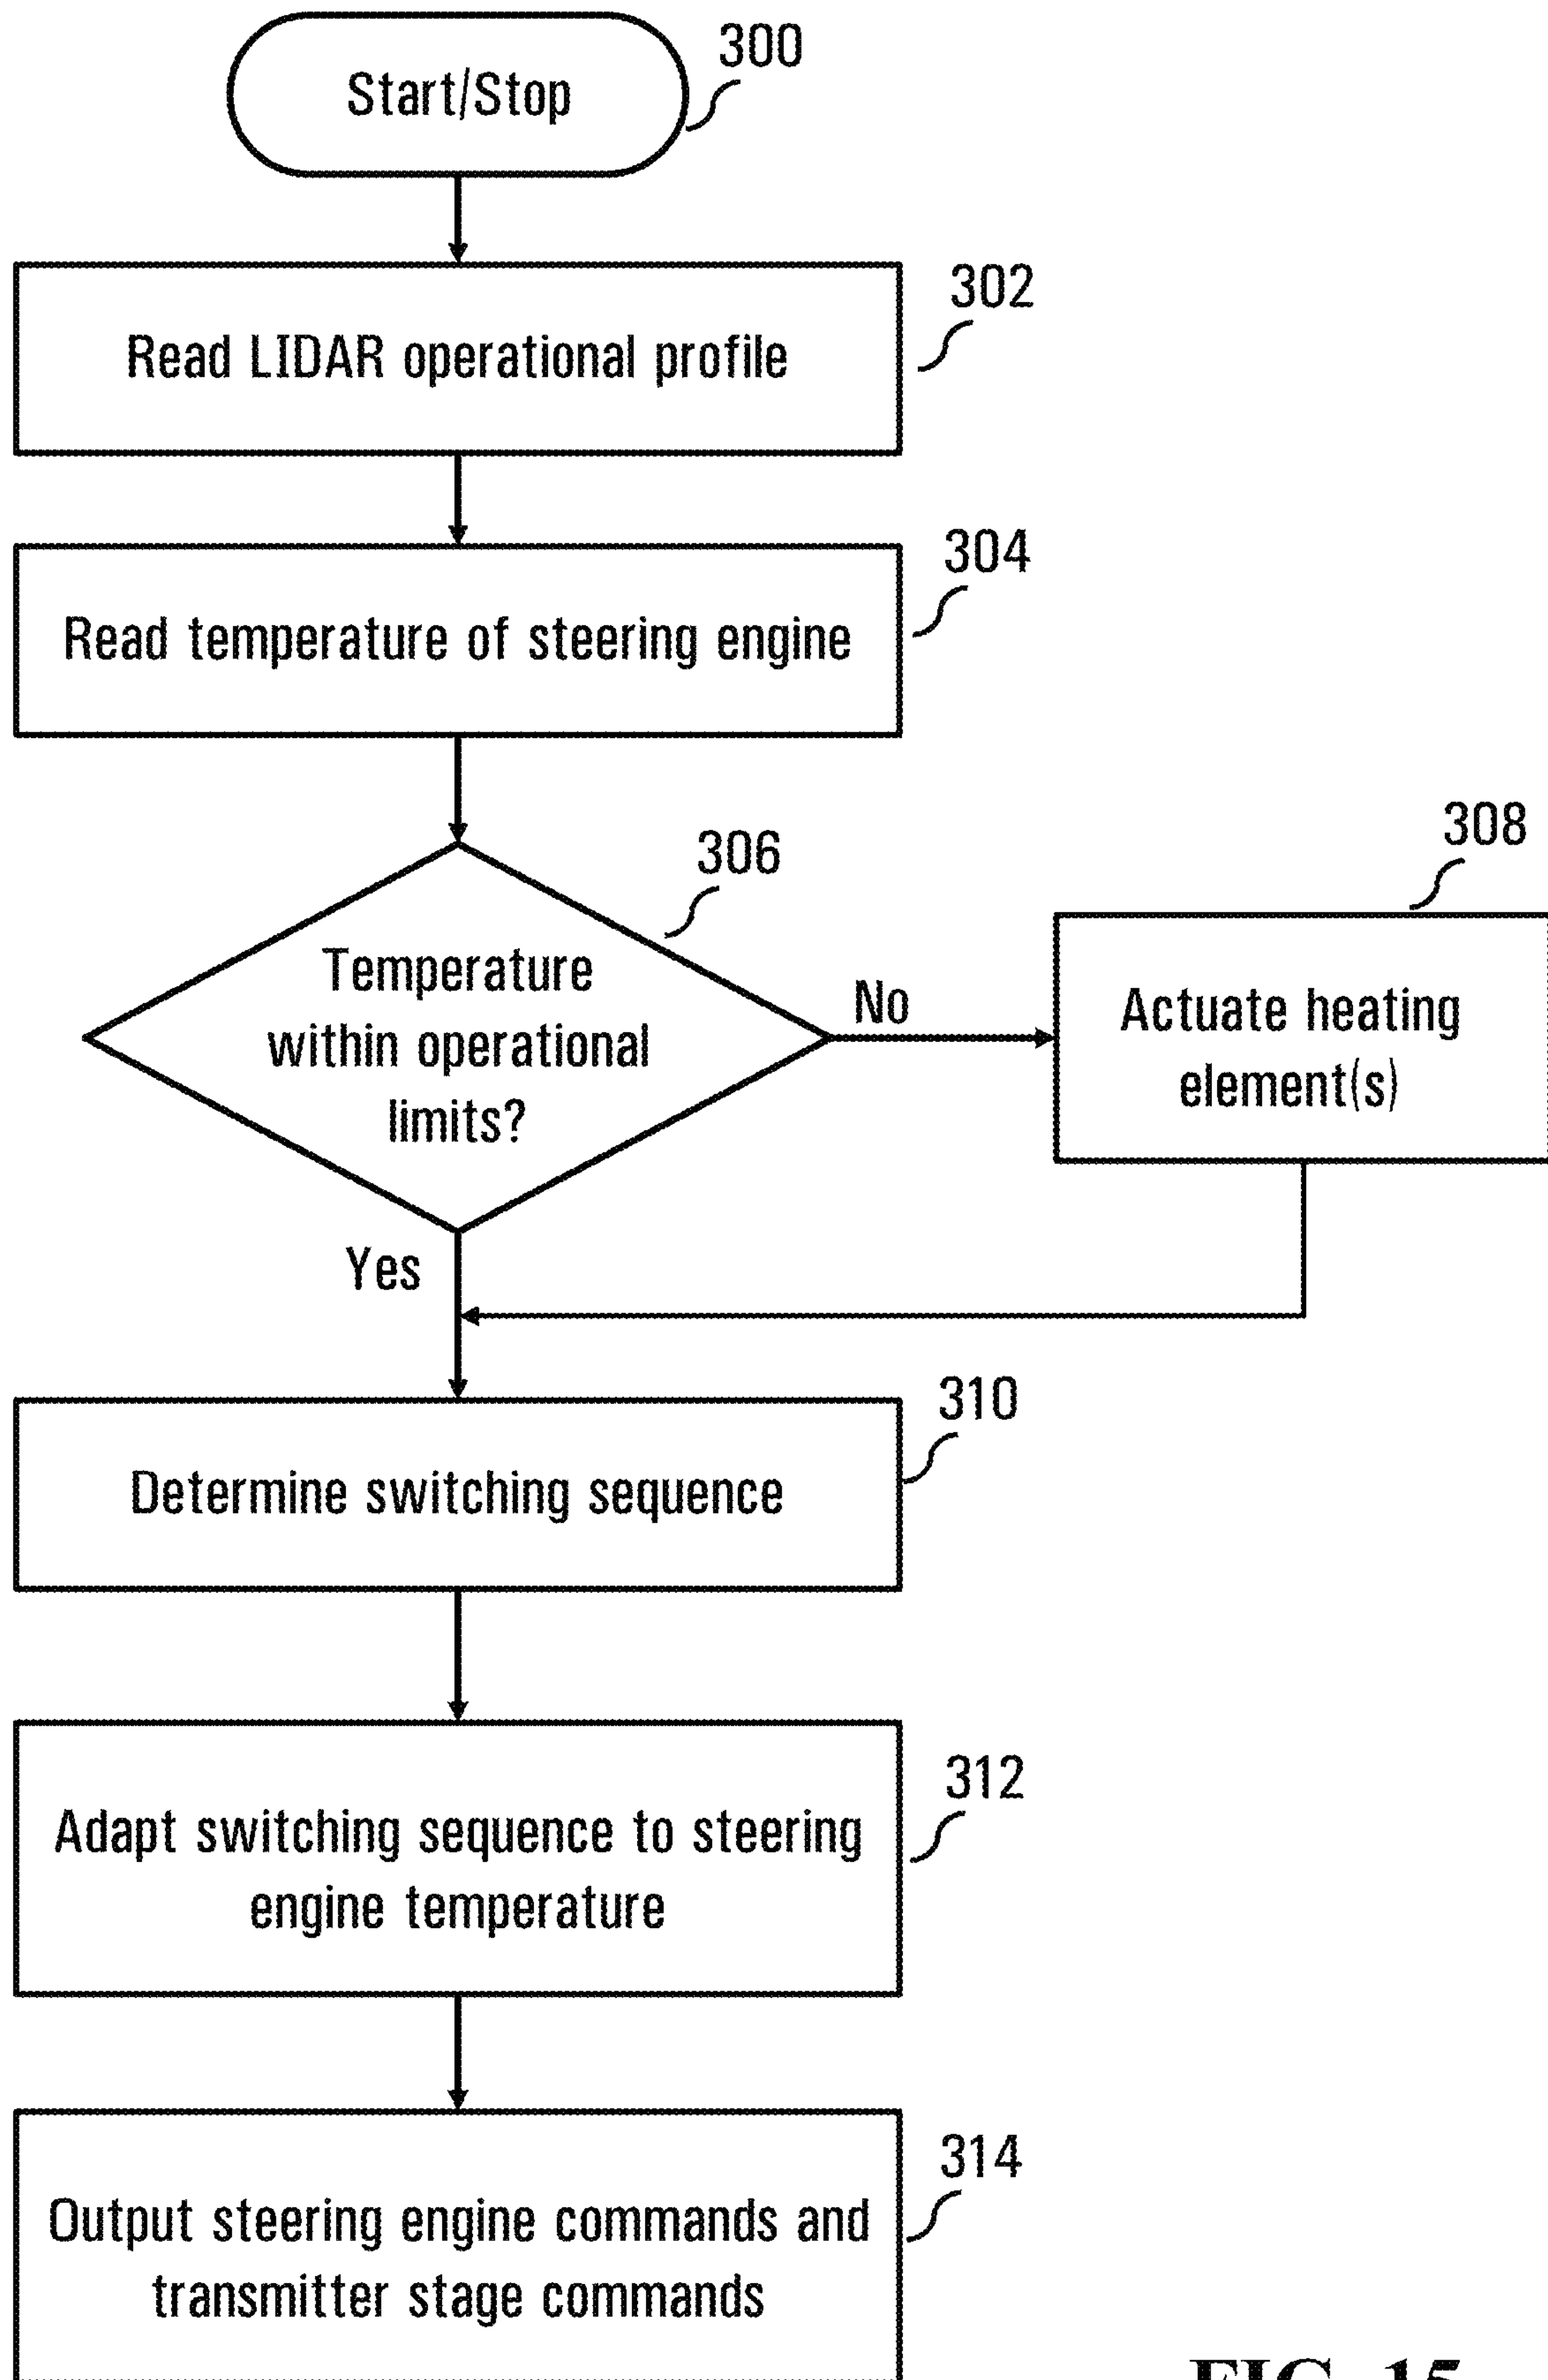 Start/Stop
300
Read LIDAR operational profile
302
Read temperature of steering engine
304
306
Temperature
within operational
limits?
No
308
Actuate heating
element(s)
Yes
310
Determine switching sequence
312
Adapt switching sequence to steering
engine temperature
314
Output steering engine commands and
transmitter stage commands
FIG. 15